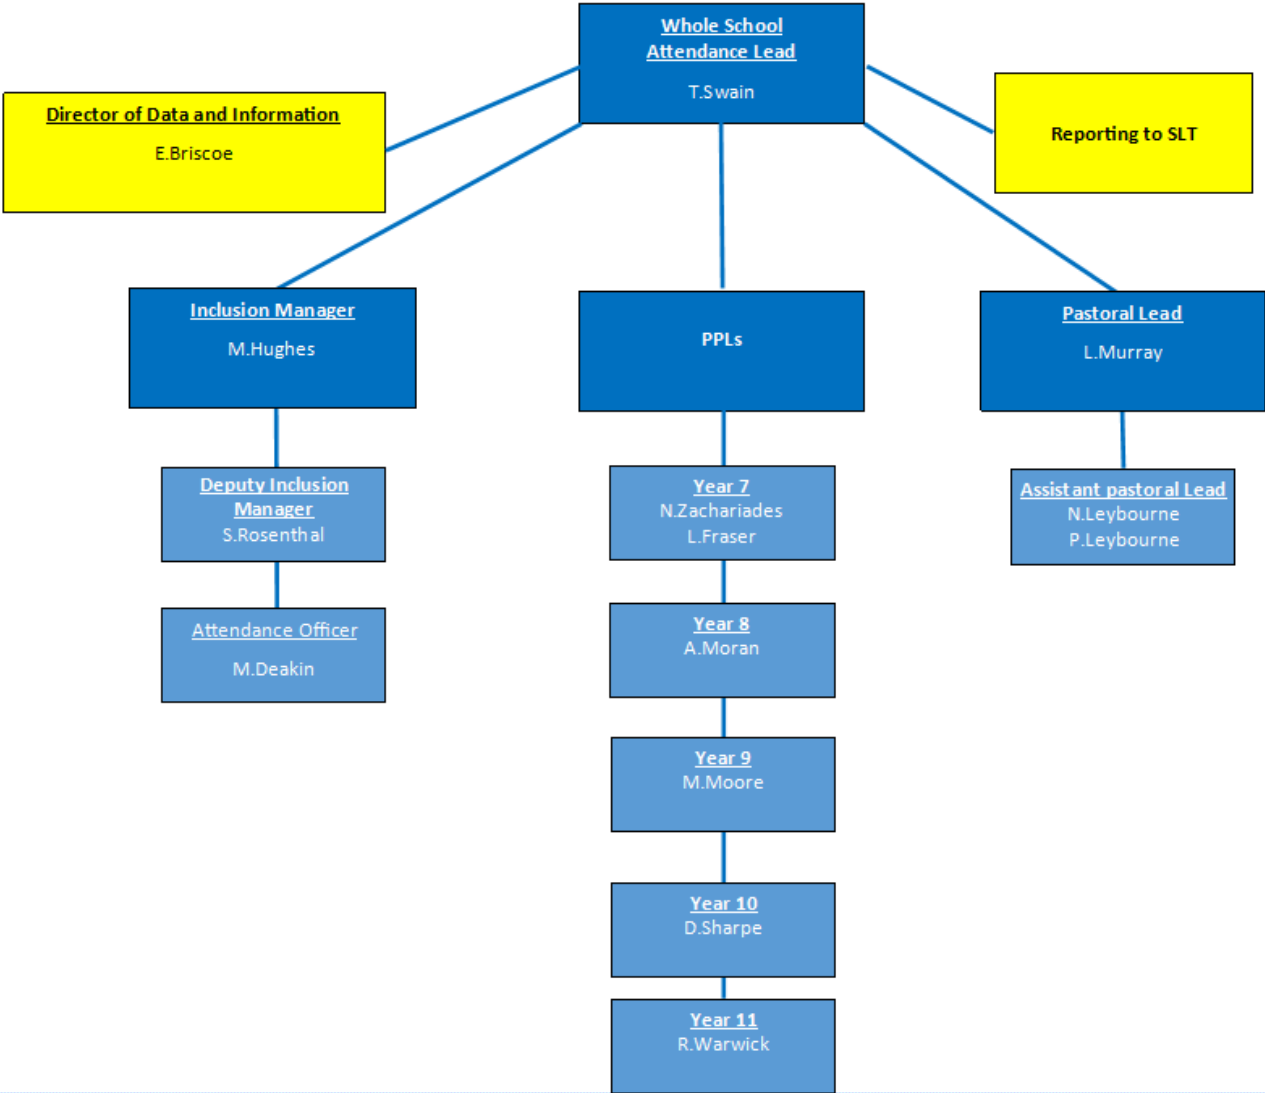 Whole School
Attendance Lead
T.Swain
Director of Data and Information
E.Briscoe
Reporting to SLT
Inclusion Manager
M.Hughes
PPLs
Pastoral Lead
L.Murray
Deputy Inclusion
Manager
S.Rosenthal
Year 7
N.Zachariades
L.Fraser
Assistant pastoral Lead
N.Leybourne
P.Leybourne
Attendance Officer
M.Deakin
Year 8
A.Moran
Year 9
M.Moore
Year 10
D.Sharpe
Year 11
R.Warwick